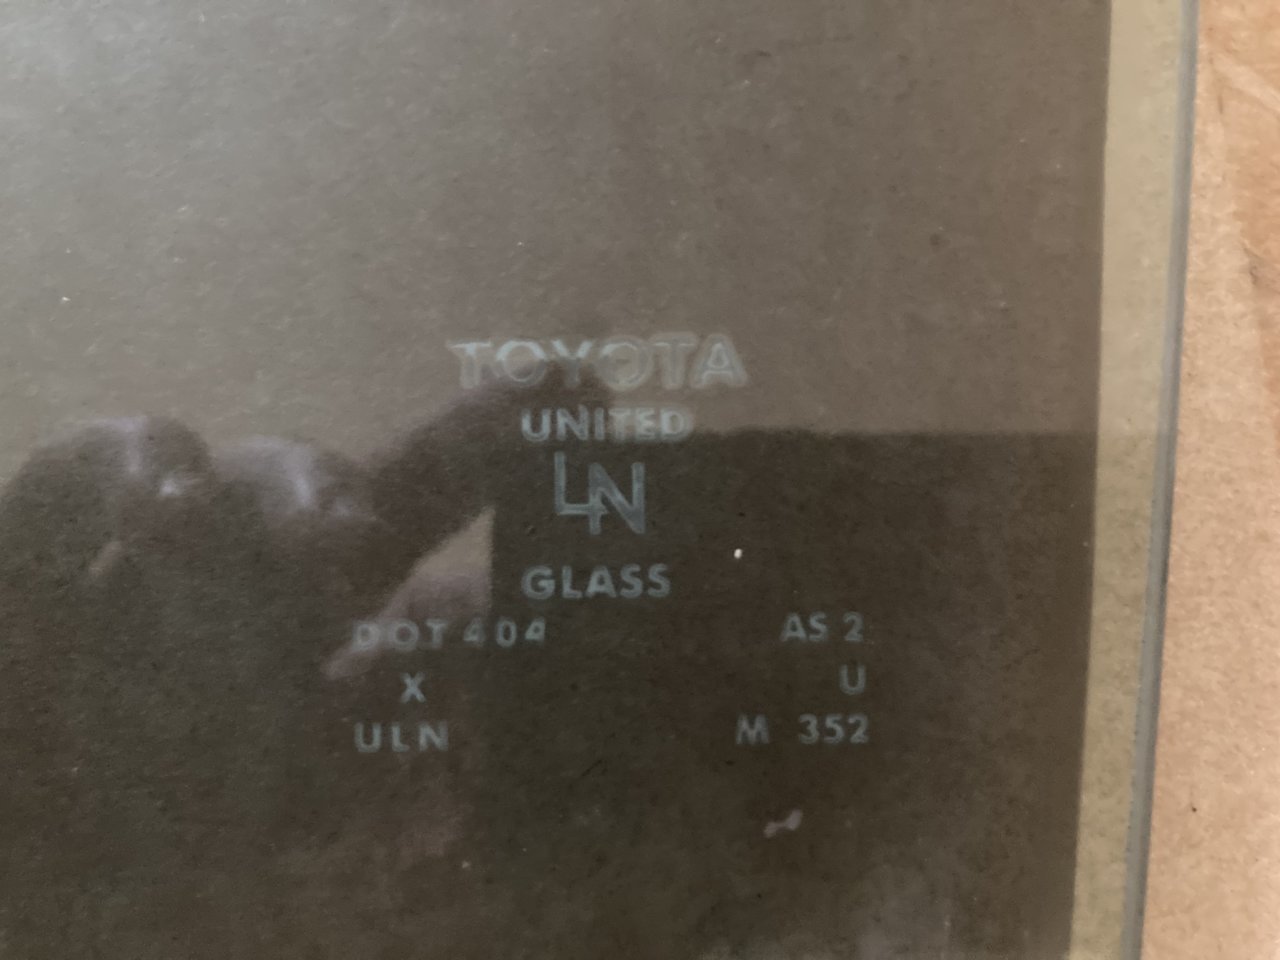 TOYOTA
UNITED
LN
GLASS
DOT 404 AS 2
X U
ULN M 352